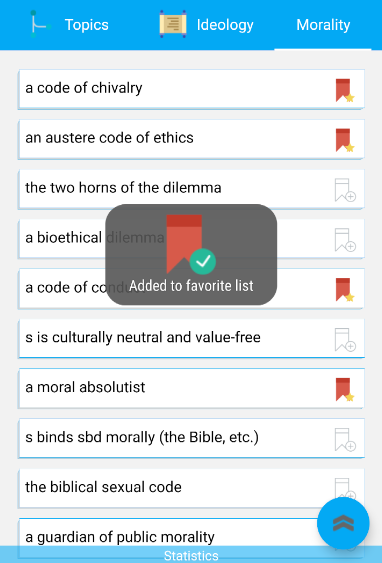 Topics
Ideology
Morality
a code of chivalry
an austere code of ethics
the two horns of the dilemma
a bioethical dilemma
a code of
Added to favorite list
s is culturally neutral and value-free
a moral absolutist
s binds sbd morally (the Bible, etc.)
the biblical sexual code
a guardian of public morality
Statistics